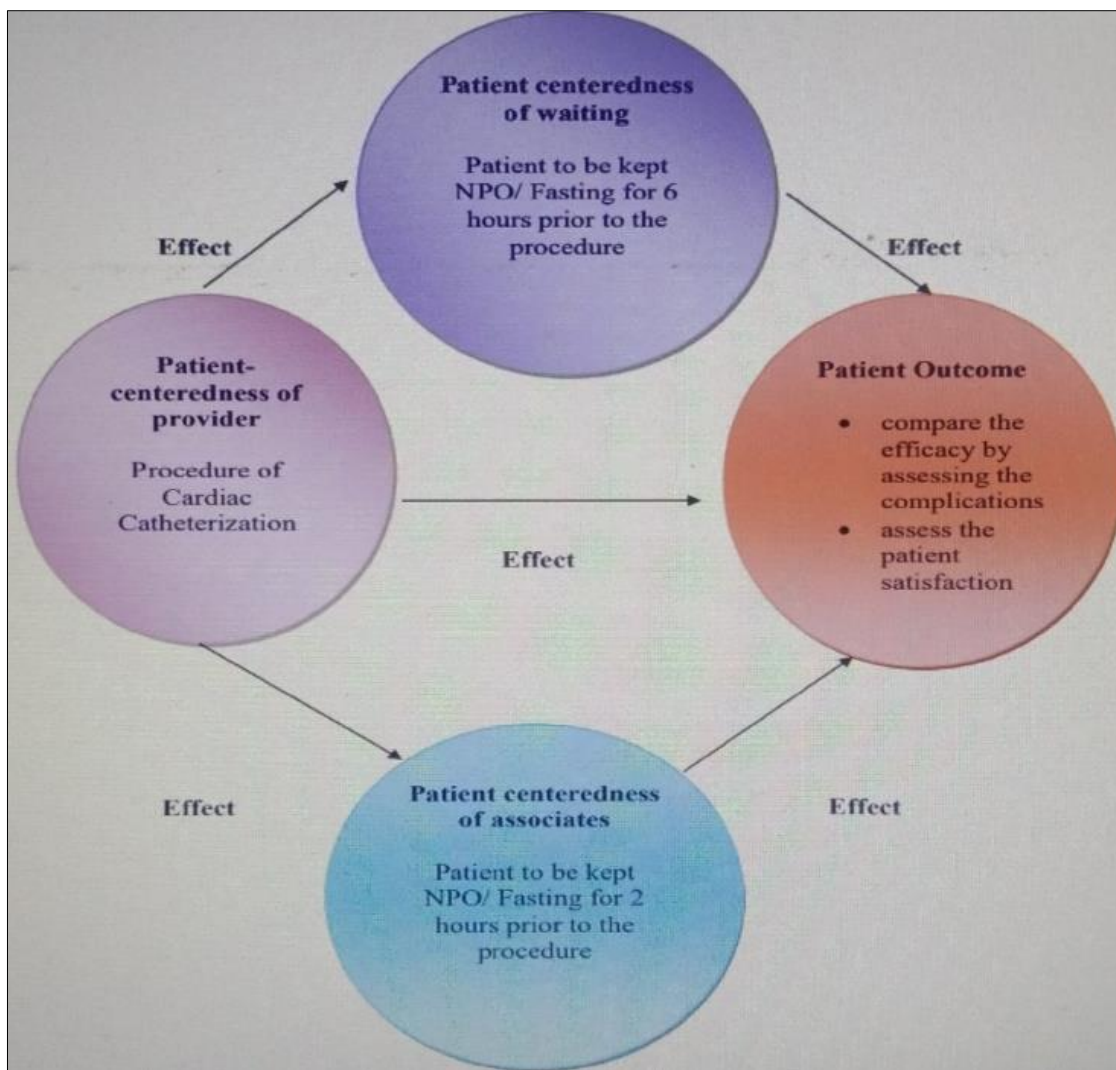 Patient centeredness
of waiting
Patient to be kept
NPO/ Fasting for 6
hours prior to the
procedure
Effect
Effect
Patient-
centeredness of
provider
Procedure of
Cardiac
Catheterization
Patient Outcome
• compare the
efficacy by
assessing the
complications
• assess the
patient
satisfaction
Effect
Effect
Effect
Patient centeredness
of associates
Patient to be kept
NPO/ Fasting for 2
hours prior to the
procedure